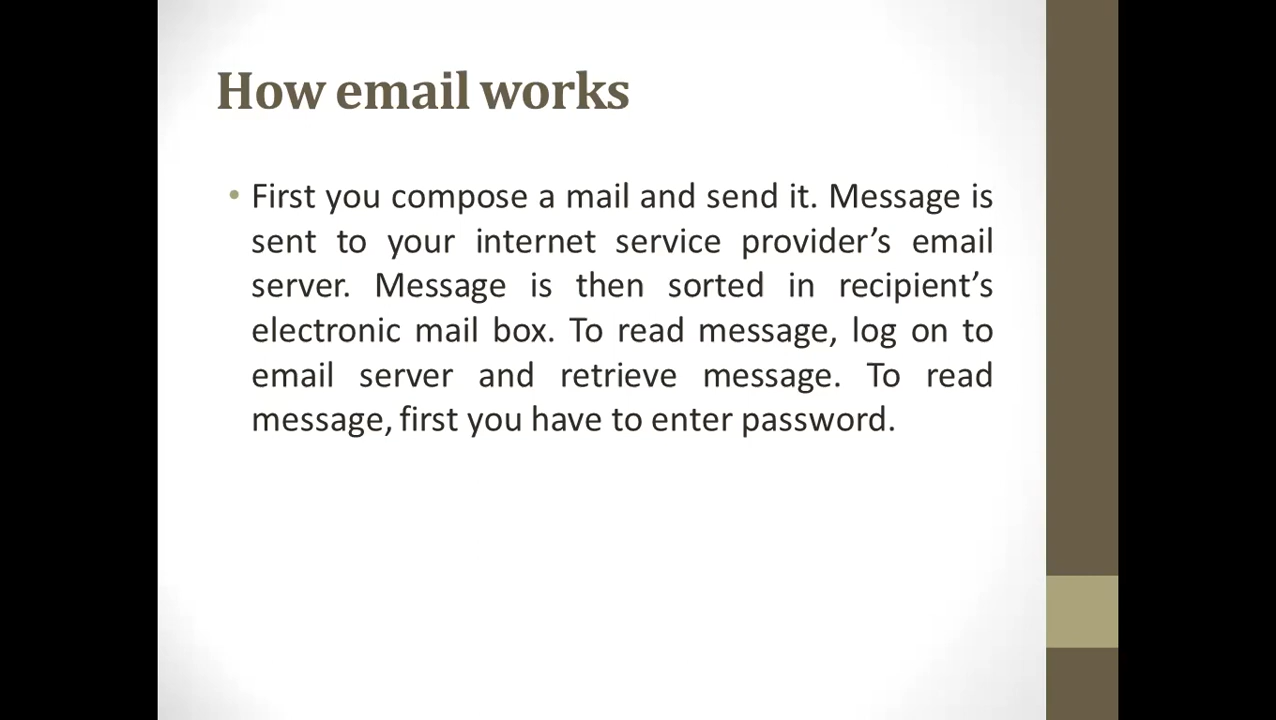 How email works
• First you compose a mail and send it. Message is
sent to your internet service provider’s email
server. Message is then sorted in recipient’s
electronic mail box. To read message, log on to
email server and retrieve message. To read
message, first you have to enter password.